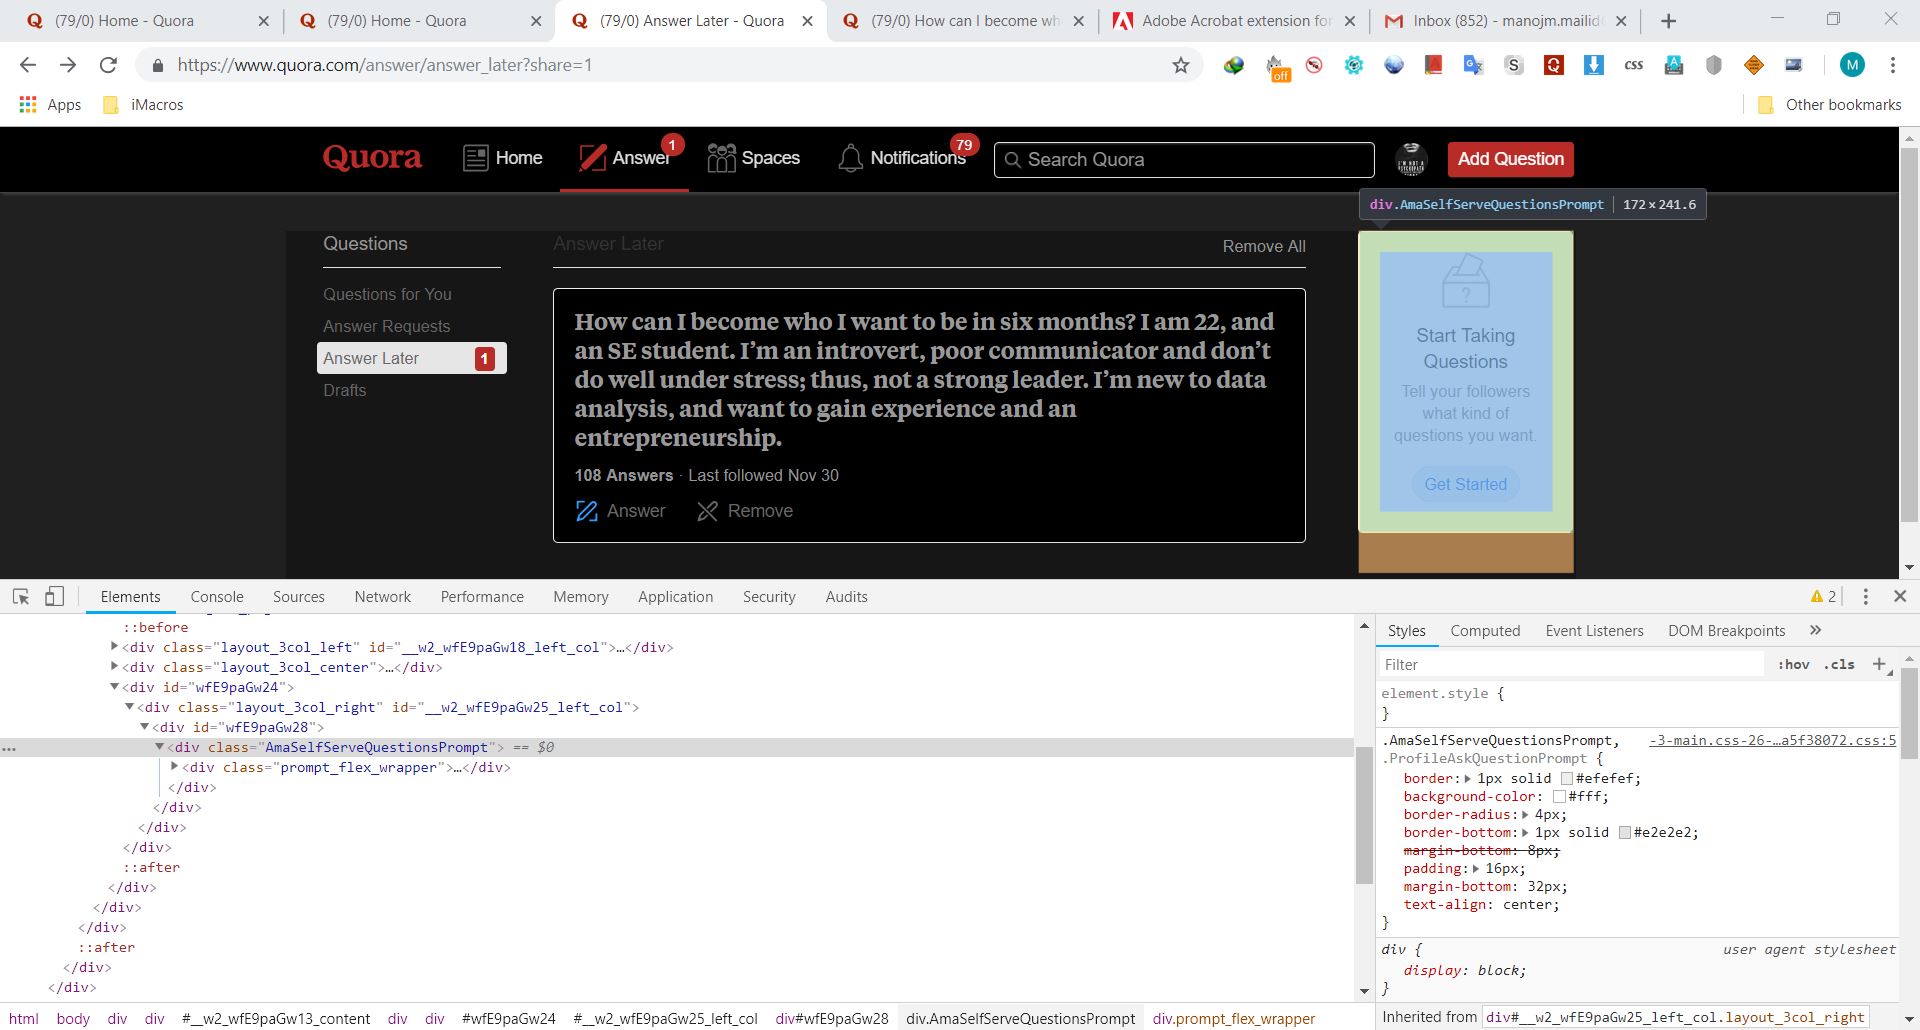 (79/0) Home - Quora
(79/0) Home - Quora
(79/0) Answer Later - Quora
(79/0) How can I become wh
Adobe Acrobat extension for
Inbox (852) - manojm.mailid
https://www.quora.com/answer/answer_later?share=1
off
S
Q
css
M
Apps
iMacros
Other bookmarks
Quora
Home
Answer
1
Spaces
Notifications
79
Search Quora
Add Question
div.AmaSelfServeQuestionsPrompt
172 × 241.6
Questions
Questions for You
Answer Requests
Answer Later
1
Drafts
Answer Later
Remove All
How can I become who I want to be in six months? I am 22, and
an SE student. I’m an introvert, poor communicator and don’t
do well under stress; thus, not a strong leader. I’m new to data
analysis, and want to gain experience and an
entrepreneurship.
108 Answers · Last followed Nov 30
Answer
Remove
?
Start Taking
Questions
Tell your followers
what kind of
questions you want.
Get Started
Elements
Console
Sources
Network
Performance
Memory
Application
Security
Audits
2
::before
<div class="layout_3col_left" id="__w2_wfE9paGw18_left_col">…</div>
<div class="layout_3col_center">…</div>
<div id="wfE9paGw24">
<div class="layout_3col_right" id="__w2_wfE9paGw25_left_col">
<div id="wfE9paGw28">
<div class="AmaSelfServeQuestionsPrompt"> == $0
<div class="prompt_flex_wrapper">…</div>
</div>
</div>
</div>
</div>
::after
</div>
</div>
</div>
::after
</div>
</div>
html body div div #__w2_wfE9paGw13_content div div #wfE9paGw24 #__w2_wfE9paGw25_left_col div#wfE9paGw28 div.AmaSelfServeQuestionsPrompt div.prompt_flex_wrapper
Styles
Computed
Event Listeners
DOM Breakpoints
Filter
:hov
.cls
element.style {
}
.AmaSelfServeQuestionsPrompt, -3-main.css-26-…a5f38072.css:5
.ProfileAskQuestionPrompt {
border: 1px solid #efefef;
background-color: #fff;
border-radius: 4px;
border-bottom: 1px solid #e2e2e2;
margin-bottom: 8px;
padding: 16px;
margin-bottom: 32px;
text-align: center;
}
div { user agent stylesheet
display: block;
}
Inherited from div#__w2_wfE9paGw25_left_col.layout_3col_right